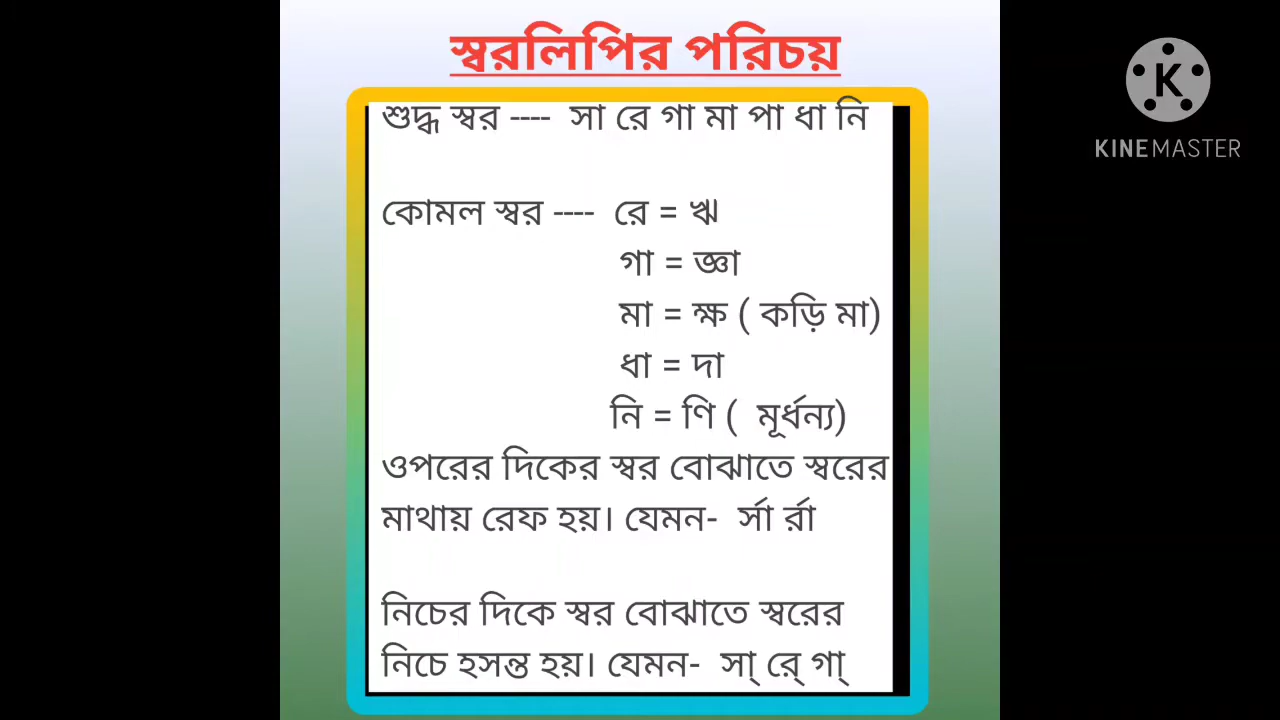 স্বরলিপির পরিচয়
K
KINEMASTER
শুদ্ধ স্বর ---- সা রে গা মা পা ধা নি
কোমল স্বর ---- রে = ঋ
গা = জ্ঞা
মা = ক্ষ ( কড়ি মা)
ধা = দা
নি = ণি ( মূর্ধন্য)
ওপরের দিকের স্বর বোঝাতে স্বরের
মাথায় রেফ হয়। যেমন- র্সা র্রা
নিচের দিকে স্বর বোঝাতে স্বরের
নিচে হসন্ত হয়। যেমন- সা্ রে্ গা্